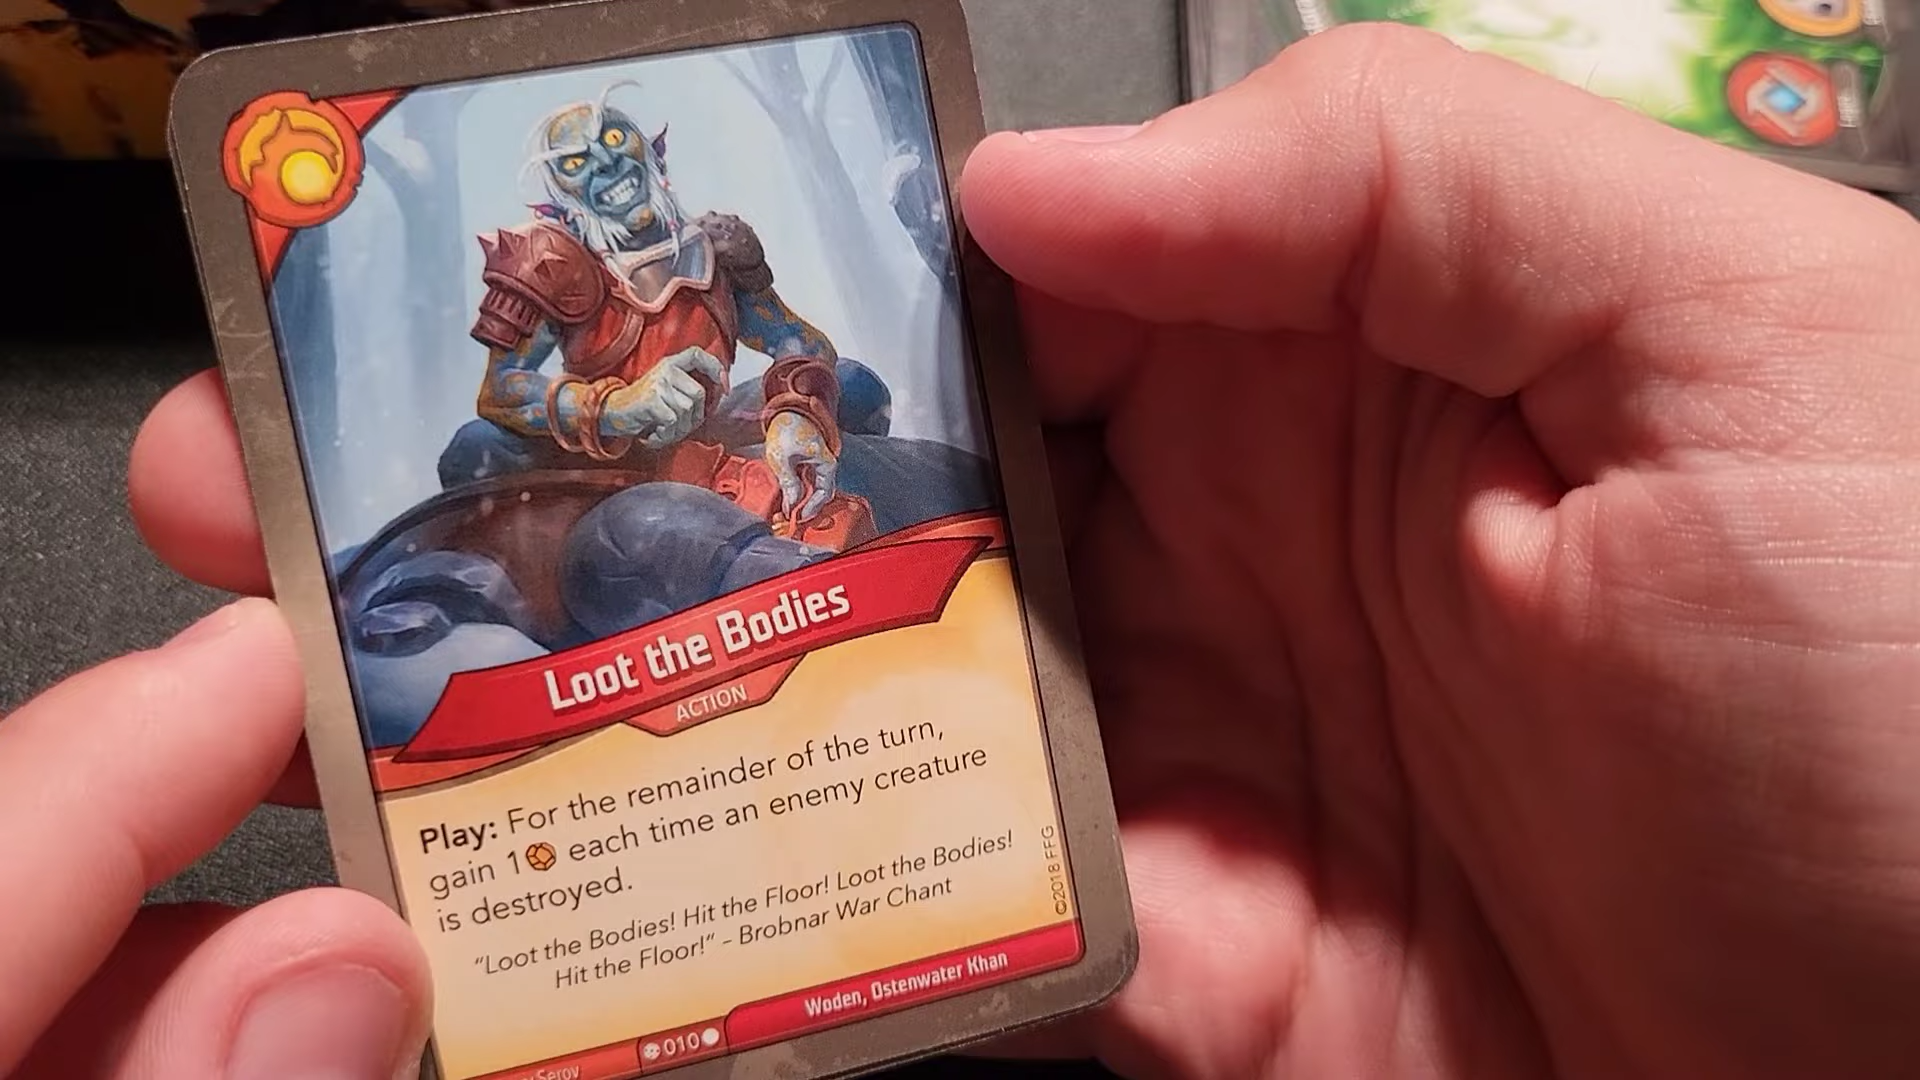 Loot the Bodies
ACTION
Play: For the remainder of the turn,
gain 1 each time an enemy creature
is destroyed.
"Loot the Bodies! Hit the Floor! Loot the Bodies!
Hit the Floor!" – Brobnar War Chant
©2018 FFG
Woden, Ostenwater Khan
010
Serov